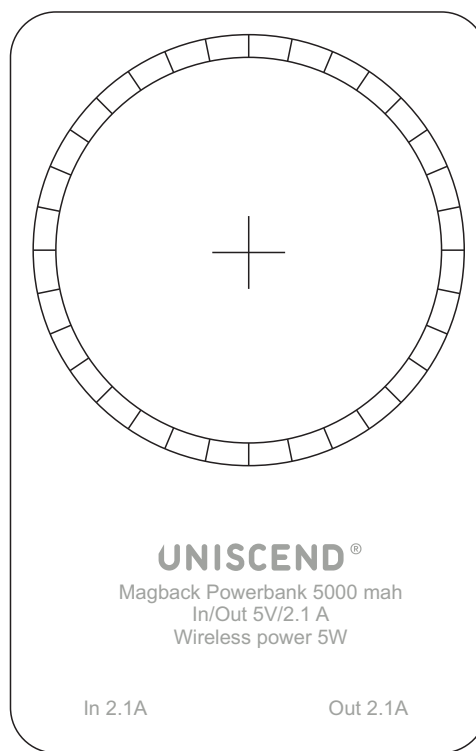 UNISCEND®
Magback Powerbank 5000 mah
In/Out 5V/2.1 A
Wireless power 5W
In 2.1A Out 2.1A